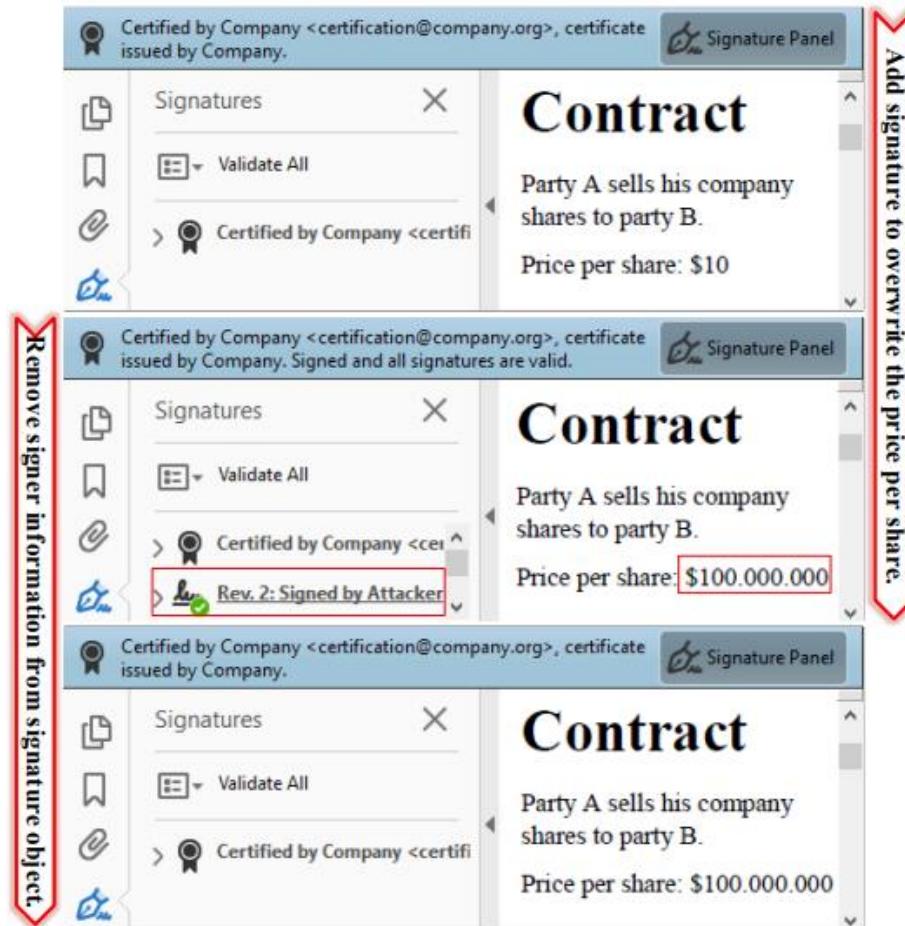 Certified by Company <certification@company.org>, certificate
issued by Company.
Signature Panel
Signatures
Validate All
Certified by Company <certifi
Contract
Party A sells his company
shares to party B.
Price per share: $10
Add signature to overwrite the price per share.
Certified by Company <certification@company.org>, certificate
issued by Company. Signed and all signatures are valid.
Signature Panel
Signatures
Validate All
Certified by Company <cer
Rev. 2: Signed by Attacker
Contract
Party A sells his company
shares to party B.
Price per share: $100.000.000
Remove signer information from signature object.
Certified by Company <certification@company.org>, certificate
issued by Company.
Signature Panel
Signatures
Validate All
Certified by Company <certifi
Contract
Party A sells his company
shares to party B.
Price per share: $100.000.000